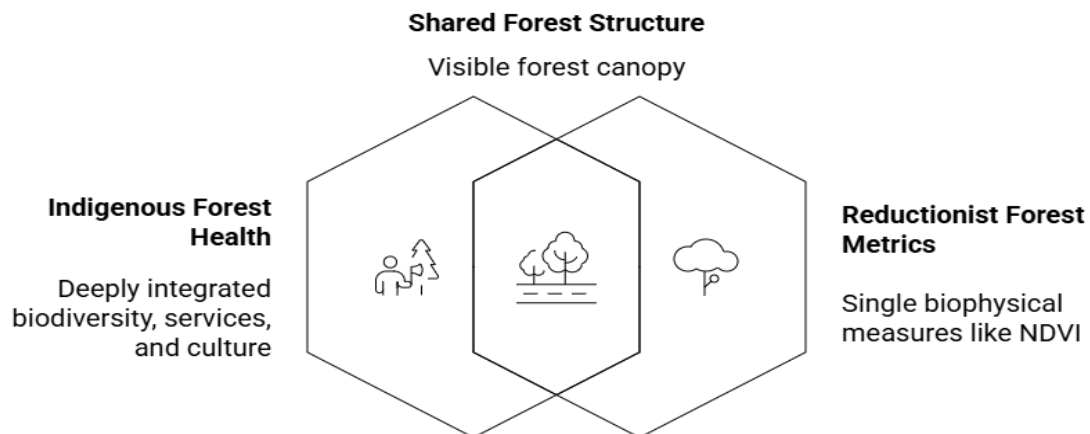 Shared Forest Structure
Visible forest canopy
Indigenous Forest
Health
Deeply integrated
biodiversity, services,
and culture
Reductionist Forest
Metrics
Single biophysical
measures like NDVI